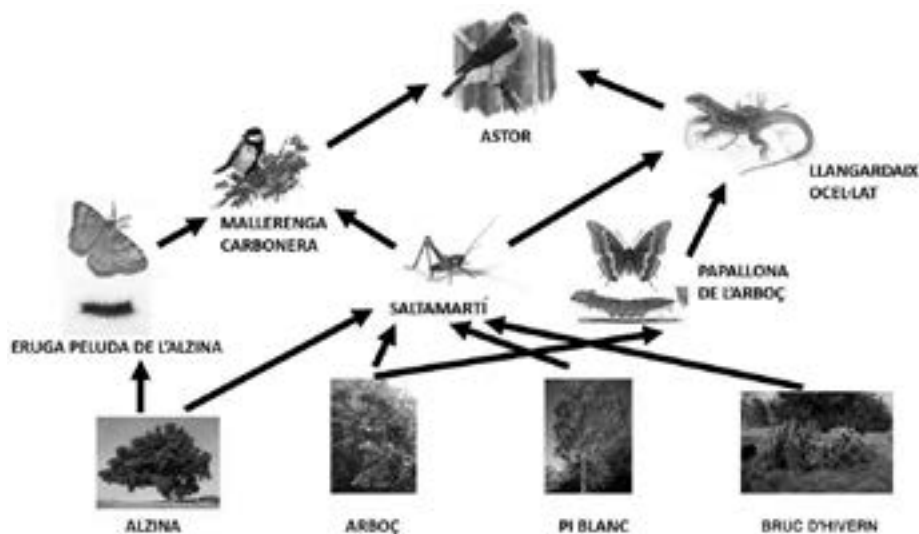 ASTOR
LLANGARDAIX
OCEL·LAT
MALLERENGA
CARBONERA
PAPALLONA
DE L'ARBOÇ
SALTAMARTÍ
ERUGA PELUDA DE L'ALZINA
ALZINA
ARBOÇ
PI BLANC
BRUC D'HIVERN